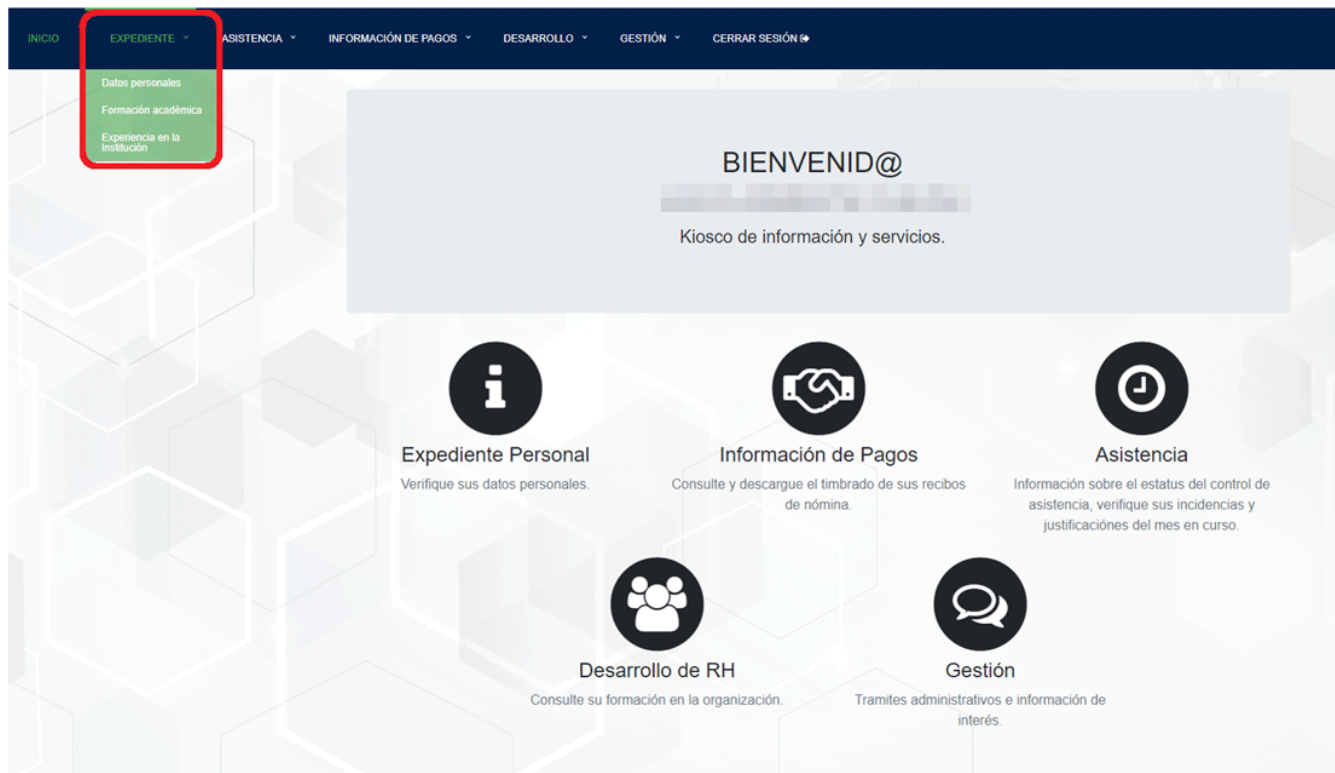 INICIO EXPEDIENTE ASISTENCIA INFORMACIÓN DE PAGOS DESARROLLO GESTIÓN CERRAR SESIÓN
Datos personales
Formación académica
Experiencia en la
Institución
BIENVENID@
Kiosco de información y servicios.
Expediente Personal
Verifique sus datos personales.
Información de Pagos
Consulte y descargue el timbrado de sus recibos
de nómina.
Asistencia
Información sobre el estatus del control de
asistencia, verifique sus incidencias y
justificaciónes del mes en curso.
Desarrollo de RH
Consulte su formación en la organización.
Gestión
Tramites administrativos e información de
interés.